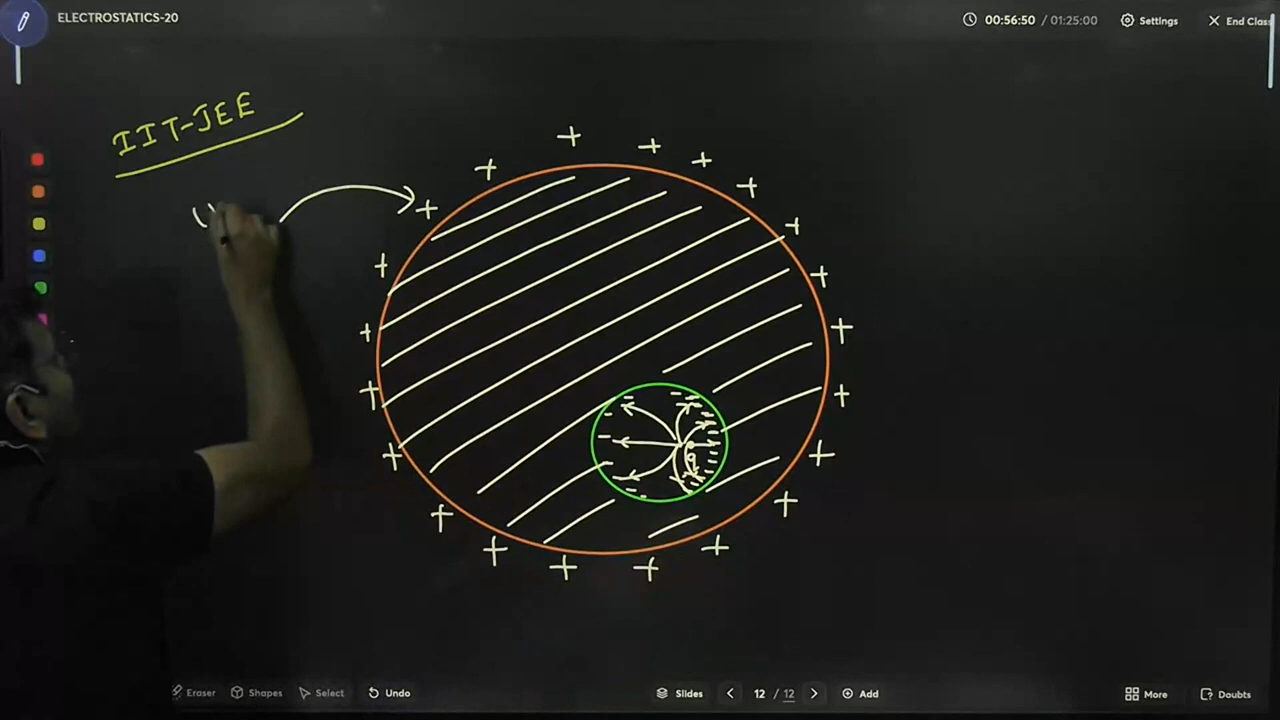 ELECTROSTATICS-20
00:56:50 / 01:25:00
Settings
End Class
IIT-JEE
+ + + + + + + + + + + + + + + + + + + + + + +
q
Eraser
Shapes
Select
Undo
Slides
12 / 12
Add
More
Doubts